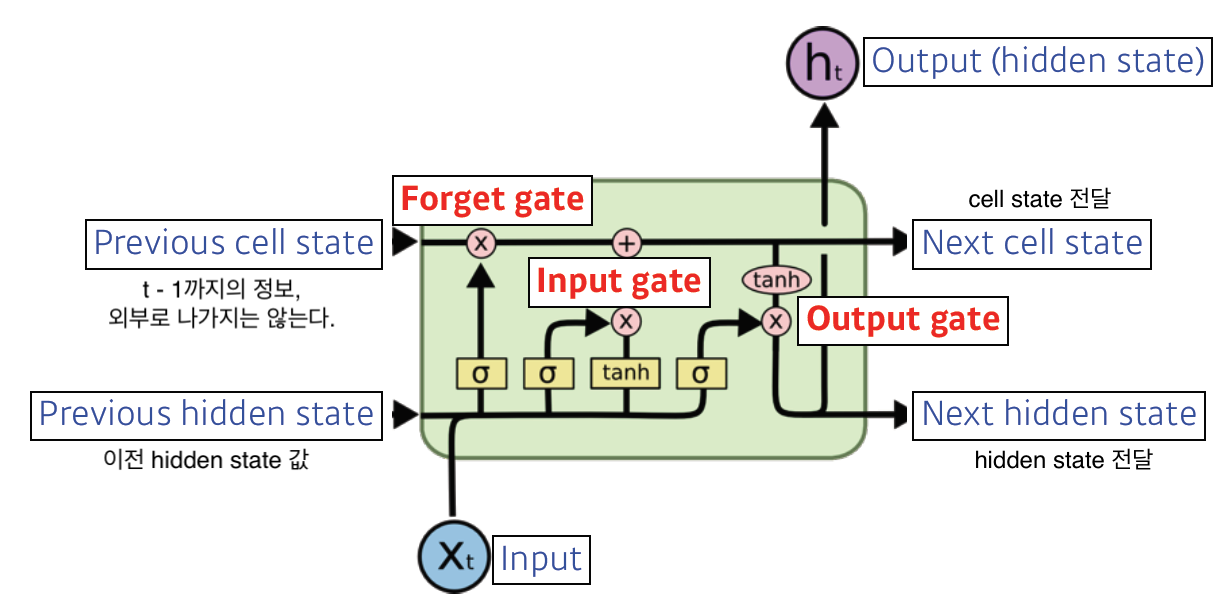 ht
Output (hidden state)
Forget gate
cell state 전달
Previous cell state
x
+
Next cell state
t - 1까지의 정보,
외부로 나가지는 않는다.
Input gate
tanh
x
x
Output gate
σ
σ
tanh
σ
Previous hidden state
Next hidden state
이전 hidden state 값
hidden state 전달
Xt
Input